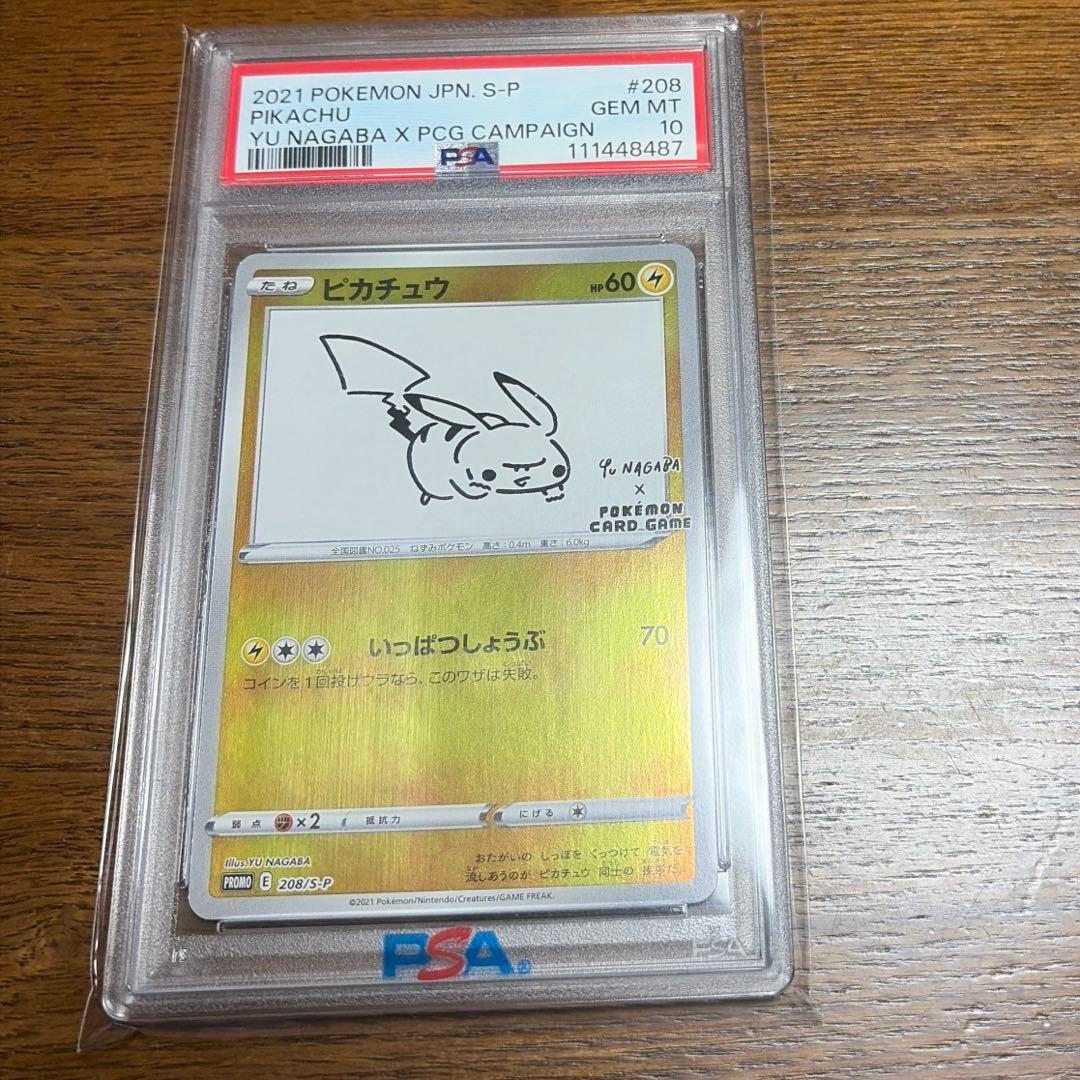 2021 POKEMON JPN. S-P #208
PIKACHU GEM MT
YU NAGABA X PCG CAMPAIGN 10
PSA 111448487
たね ピカチュウ HP60
YU NAGABA
X
POKÉMON
CARD GAME
全国図鑑NO.025 ねずみポケモン 高さ:0.4m 重さ:6.0kg
いっぱつしょうぶ 70
コインを1回投げウラなら、このワザは失敗。
弱点 ×2 抵抗力 にげる
Illus.YU NAGABA
おたがいの しっぽを くっつけて 電気を
流しあうのが ピカチュウ 同士の
PROMO E 208/S-P
©2021 Pokémon/Nintendo/Creatures/GAME FREAK.
PSA
PSA